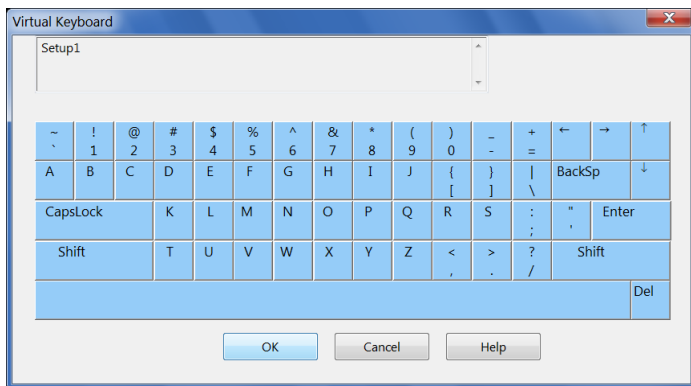 Virtual Keyboard
X
Setup1
~ ! @ # $ % ^ & * ( ) _ + ← → ↑
` 1 2 3 4 5 6 7 8 9 0 - =
A B C D E F G H I J { } | BackSp ↓
[ ] \
CapsLock K L M N O P Q R S : " Enter
; '
Shift T U V W X Y Z < > ? Shift
, . /
Del
OK Cancel Help